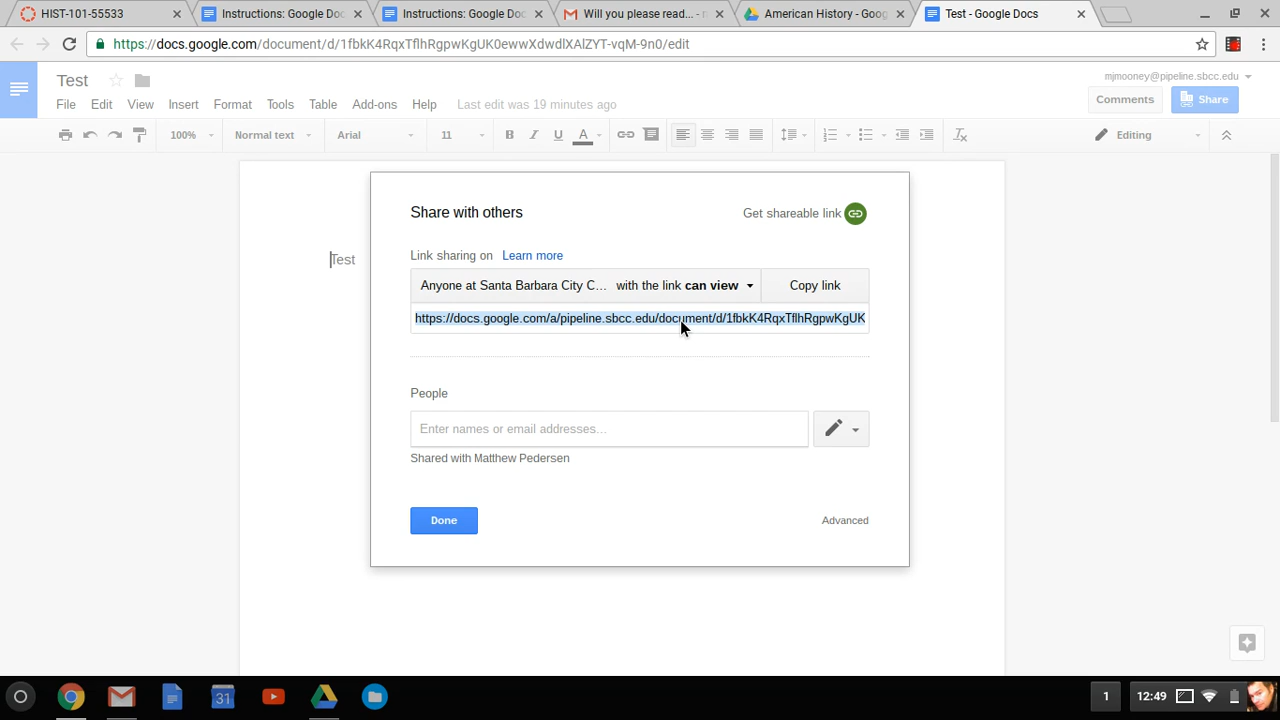 HIST-101-55533
Instructions: Google Do
Instructions: Google Do
Will you please read... -
American History - Goog
Test - Google Docs
https://docs.google.com/document/d/1fbkK4RqxTflhRgpwKgUK0ewwXdwdlXAlZYT-vqM-9n0/edit
Test
mjmooney@pipeline.sbcc.edu
File Edit View Insert Format Tools Table Add-ons Help Last edit was 19 minutes ago
Comments Share
100% Normal text Arial 11 B I U A Editing
Share with others Get shareable link
Link sharing on Learn more
Test
Anyone at Santa Barbara City C... with the link can view Copy link
https://docs.google.com/a/pipeline.sbcc.edu/document/d/1fbkK4RqxTflhRgpwKgUK
People
Enter names or email addresses...
Shared with Matthew Pedersen
Done Advanced
31 1 12:49